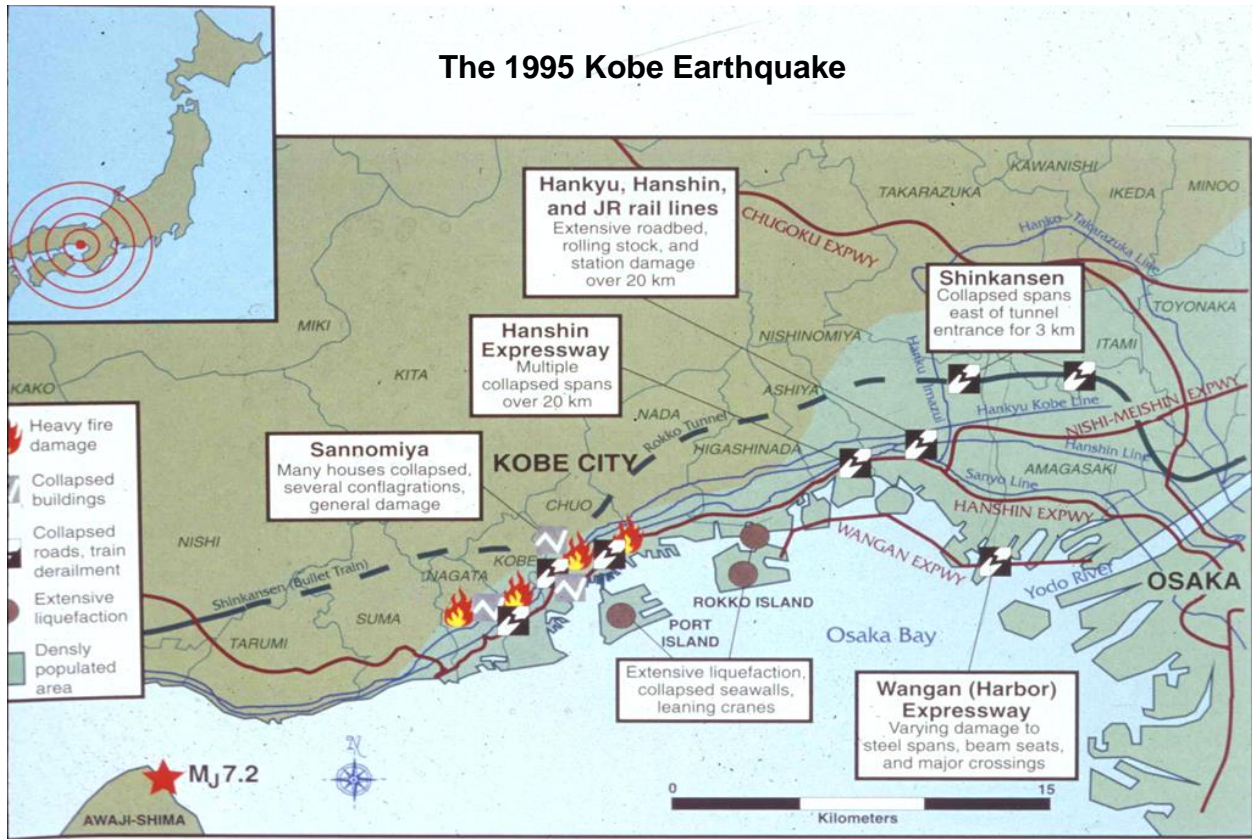 The 1995 Kobe Earthquake
Hankyu, Hanshin,
and JR rail lines
Extensive roadbed,
rolling stock, and
station damage
over 20 km
TAKARAZUKA
KAWANISHI
IKEDA
MINOO
CHUGOKU EXPWY
Hanko
Takarazuka Line
Shinkansen
Collapsed spans
east of tunnel
entrance for 3 km
TOYONAKA
ITAMI
MIKI
Hanshin
Expressway
Multiple
collapsed spans
over 20 km
NISHINOMIYA
KAKO
KITA
ASHIYA
Hanku Imazui
Hankyu Kobe Line
NISHI-MEISHIN EXPWY
NADA
Rokko Tunnel
HIGASHINADA
Hanshin Line
Heavy fire
damage
Collapsed
buildings
Collapsed
roads, train
derailment
Extensive
liquefaction
Densly
populated
area
Sannomiya
Many houses collapsed,
several conflagrations,
general damage
KOBE CITY
AMAGASAKI
Sanyo Line
HANSHIN EXPWY
CHUO
WANGAN EXPWY
NISHI
KOBE
NAGATA
Shinkansen (Bullet Train)
Yodo River
OSAKA
ROKKO ISLAND
SUMA
PORT
ISLAND
Osaka Bay
TARUMI
Extensive liquefaction,
collapsed seawalls,
leaning cranes
Wangan (Harbor)
Expressway
Varying damage to
steel spans, beam seats,
and major crossings
N
MJ 7.2
AWAJI-SHIMA
0
15
Kilometers